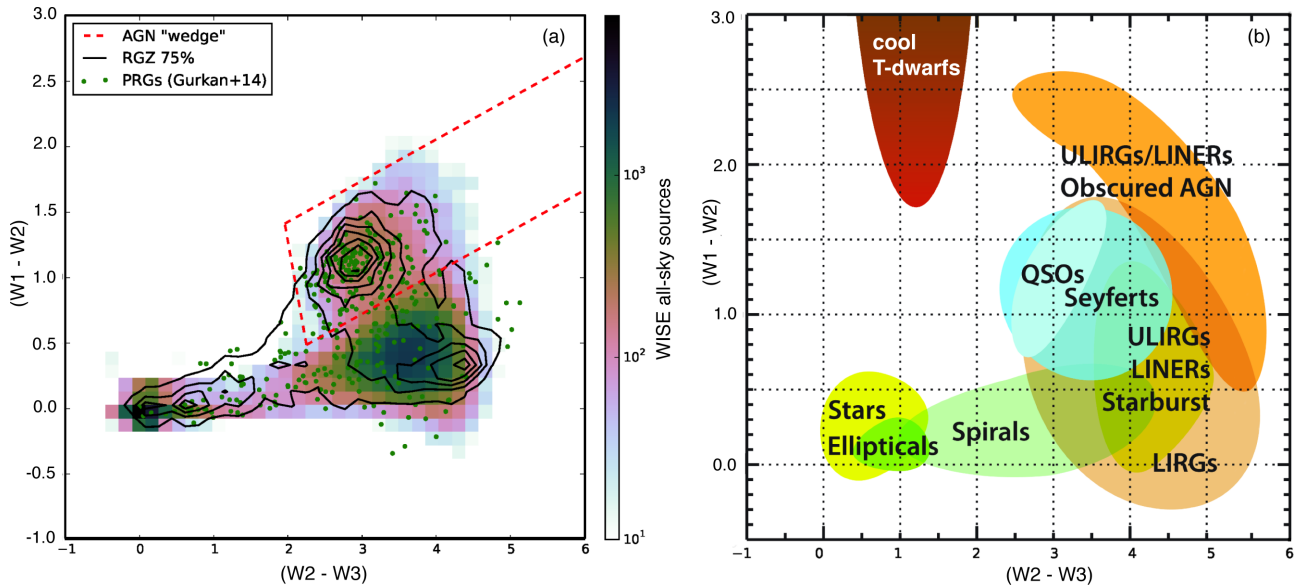 3.0
2.5
2.0
1.5
1.0
0.5
0.0
-0.5
-1.0
(W1 - W2)
AGN "wedge"
RGZ 75%
PRGs (Gurkan+14)
(a)
−1
0
1
2
3
4
5
6
(W2 - W3)
10³
10²
10¹
WISE all-sky sources
3.0
2.0
1.0
0.0
(W1 - W2)
(b)
cool
T-dwarfs
ULIRGs/LINERs
Obscured AGN
QSOs
Seyferts
ULIRGs
LINERs
Starburst
LIRGs
Stars
Ellipticals
Spirals
−1
0
1
2
3
4
5
6
(W2 - W3)